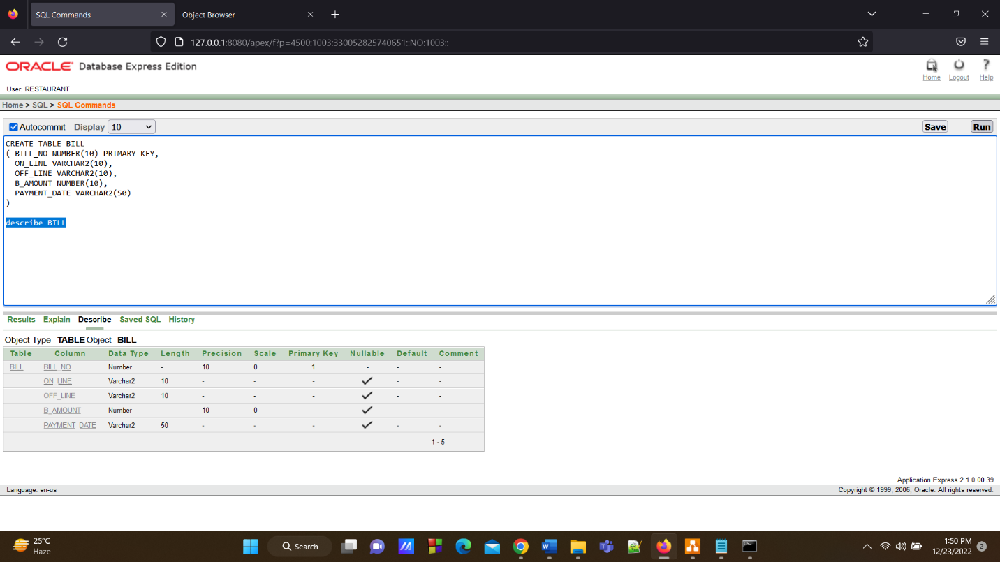 SQL Commands
Object Browser
127.0.0.1:8080/apex/f?p=4500:1003:330052825740651::NO:1003::
ORACLE Database Express Edition
Home Logout Help
User: RESTAURANT
Home > SQL > SQL Commands
Autocommit Display 10 Save Run
CREATE TABLE BILL
( BILL_NO NUMBER(10) PRIMARY KEY,
ON_LINE VARCHAR2(10),
OFF_LINE VARCHAR2(10),
B_AMOUNT NUMBER(10),
PAYMENT_DATE VARCHAR2(50)
)
describe BILL
Results Explain Describe Saved SQL History
Object Type TABLE Object BILL
Table Column Data Type Length Precision Scale Primary Key Nullable Default Comment
BILL BILL_NO Number - 10 0 1 - - -
ON_LINE Varchar2 10 - - - - -
OFF_LINE Varchar2 10 - - - - -
B_AMOUNT Number - 10 0 - - -
PAYMENT_DATE Varchar2 50 - - - - -
1 - 5
Application Express 2.1.0.00.39
Language: en-us Copyright © 1999, 2006, Oracle. All rights reserved.
25°C
Haze
Search
1:50 PM
12/23/2022
2